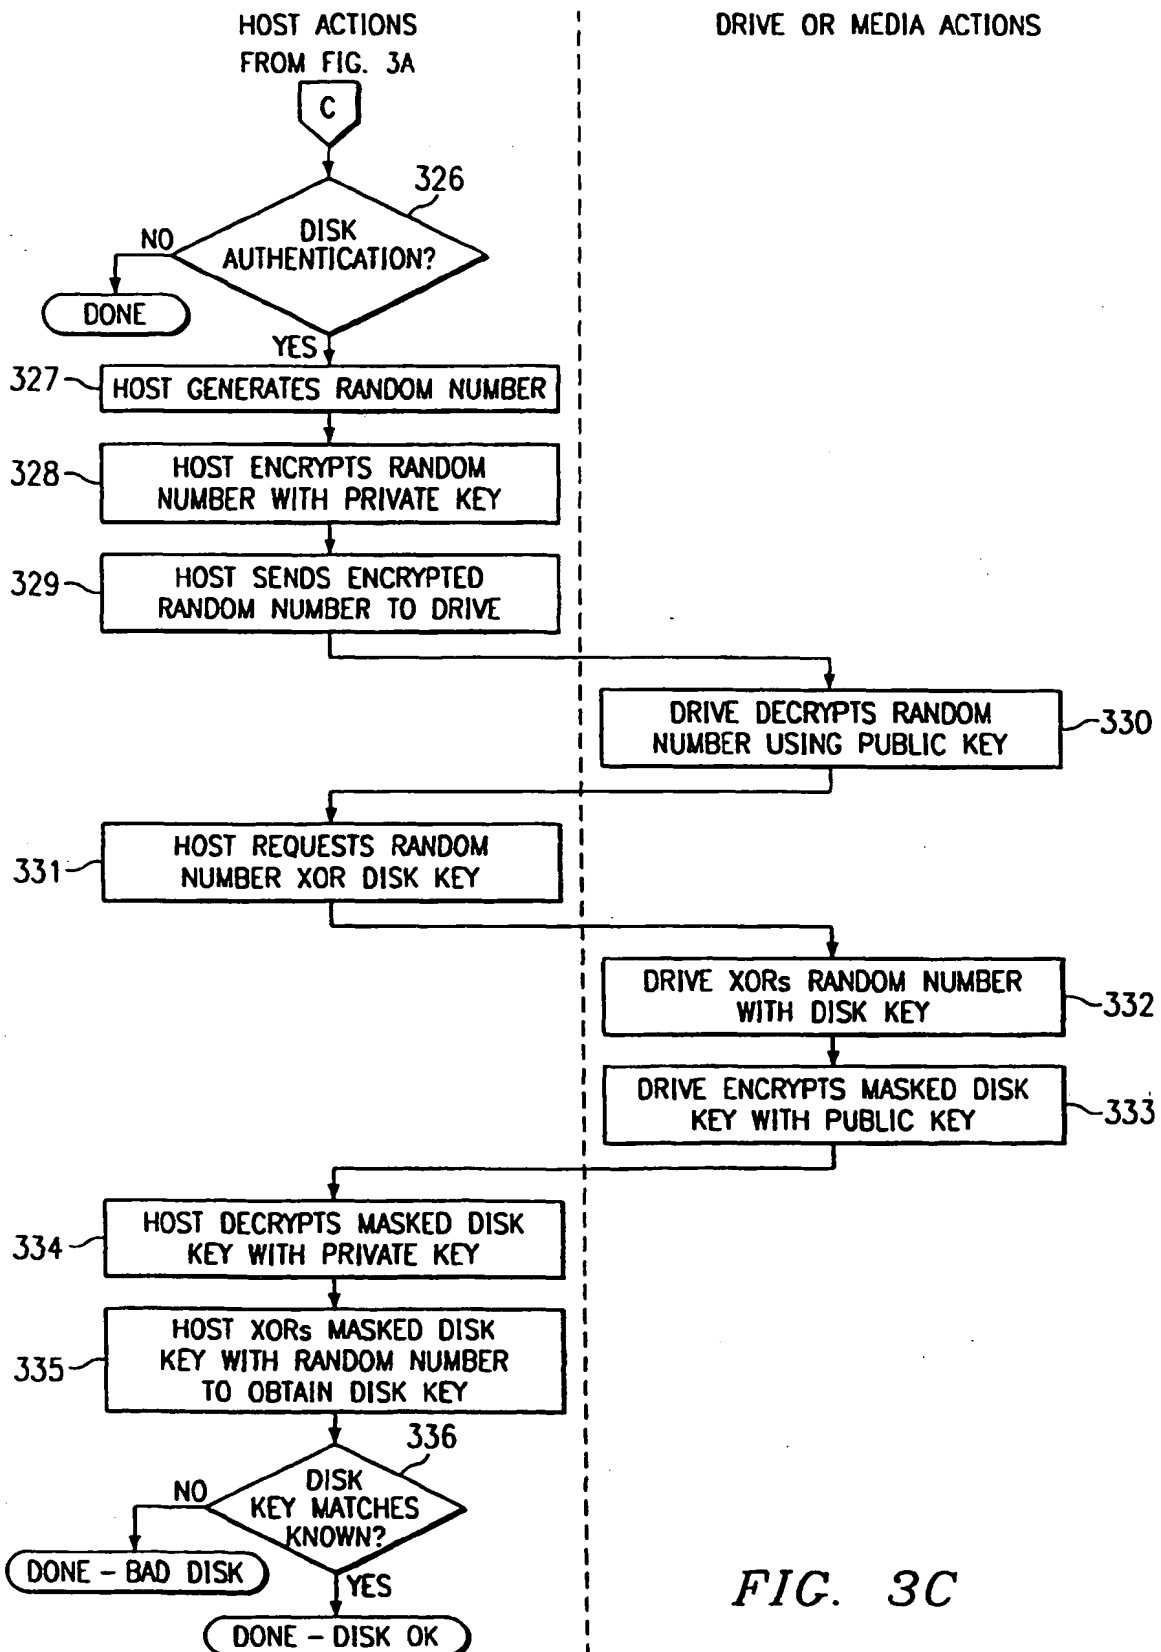 HOST ACTIONS
DRIVE OR MEDIA ACTIONS
FROM FIG. 3A
C
326
DISK
AUTHENTICATION?
NO
DONE
YES
327
HOST GENERATES RANDOM NUMBER
328
HOST ENCRYPTS RANDOM
NUMBER WITH PRIVATE KEY
329
HOST SENDS ENCRYPTED
RANDOM NUMBER TO DRIVE
DRIVE DECRYPTS RANDOM
NUMBER USING PUBLIC KEY
330
331
HOST REQUESTS RANDOM
NUMBER XOR DISK KEY
DRIVE XORs RANDOM NUMBER
WITH DISK KEY
332
DRIVE ENCRYPTS MASKED DISK
KEY WITH PUBLIC KEY
333
334
HOST DECRYPTS MASKED DISK
KEY WITH PRIVATE KEY
335
HOST XORs MASKED DISK
KEY WITH RANDOM NUMBER
TO OBTAIN DISK KEY
336
DISK
KEY MATCHES
KNOWN?
NO
DONE – BAD DISK
YES
DONE – DISK OK
FIG. 3C